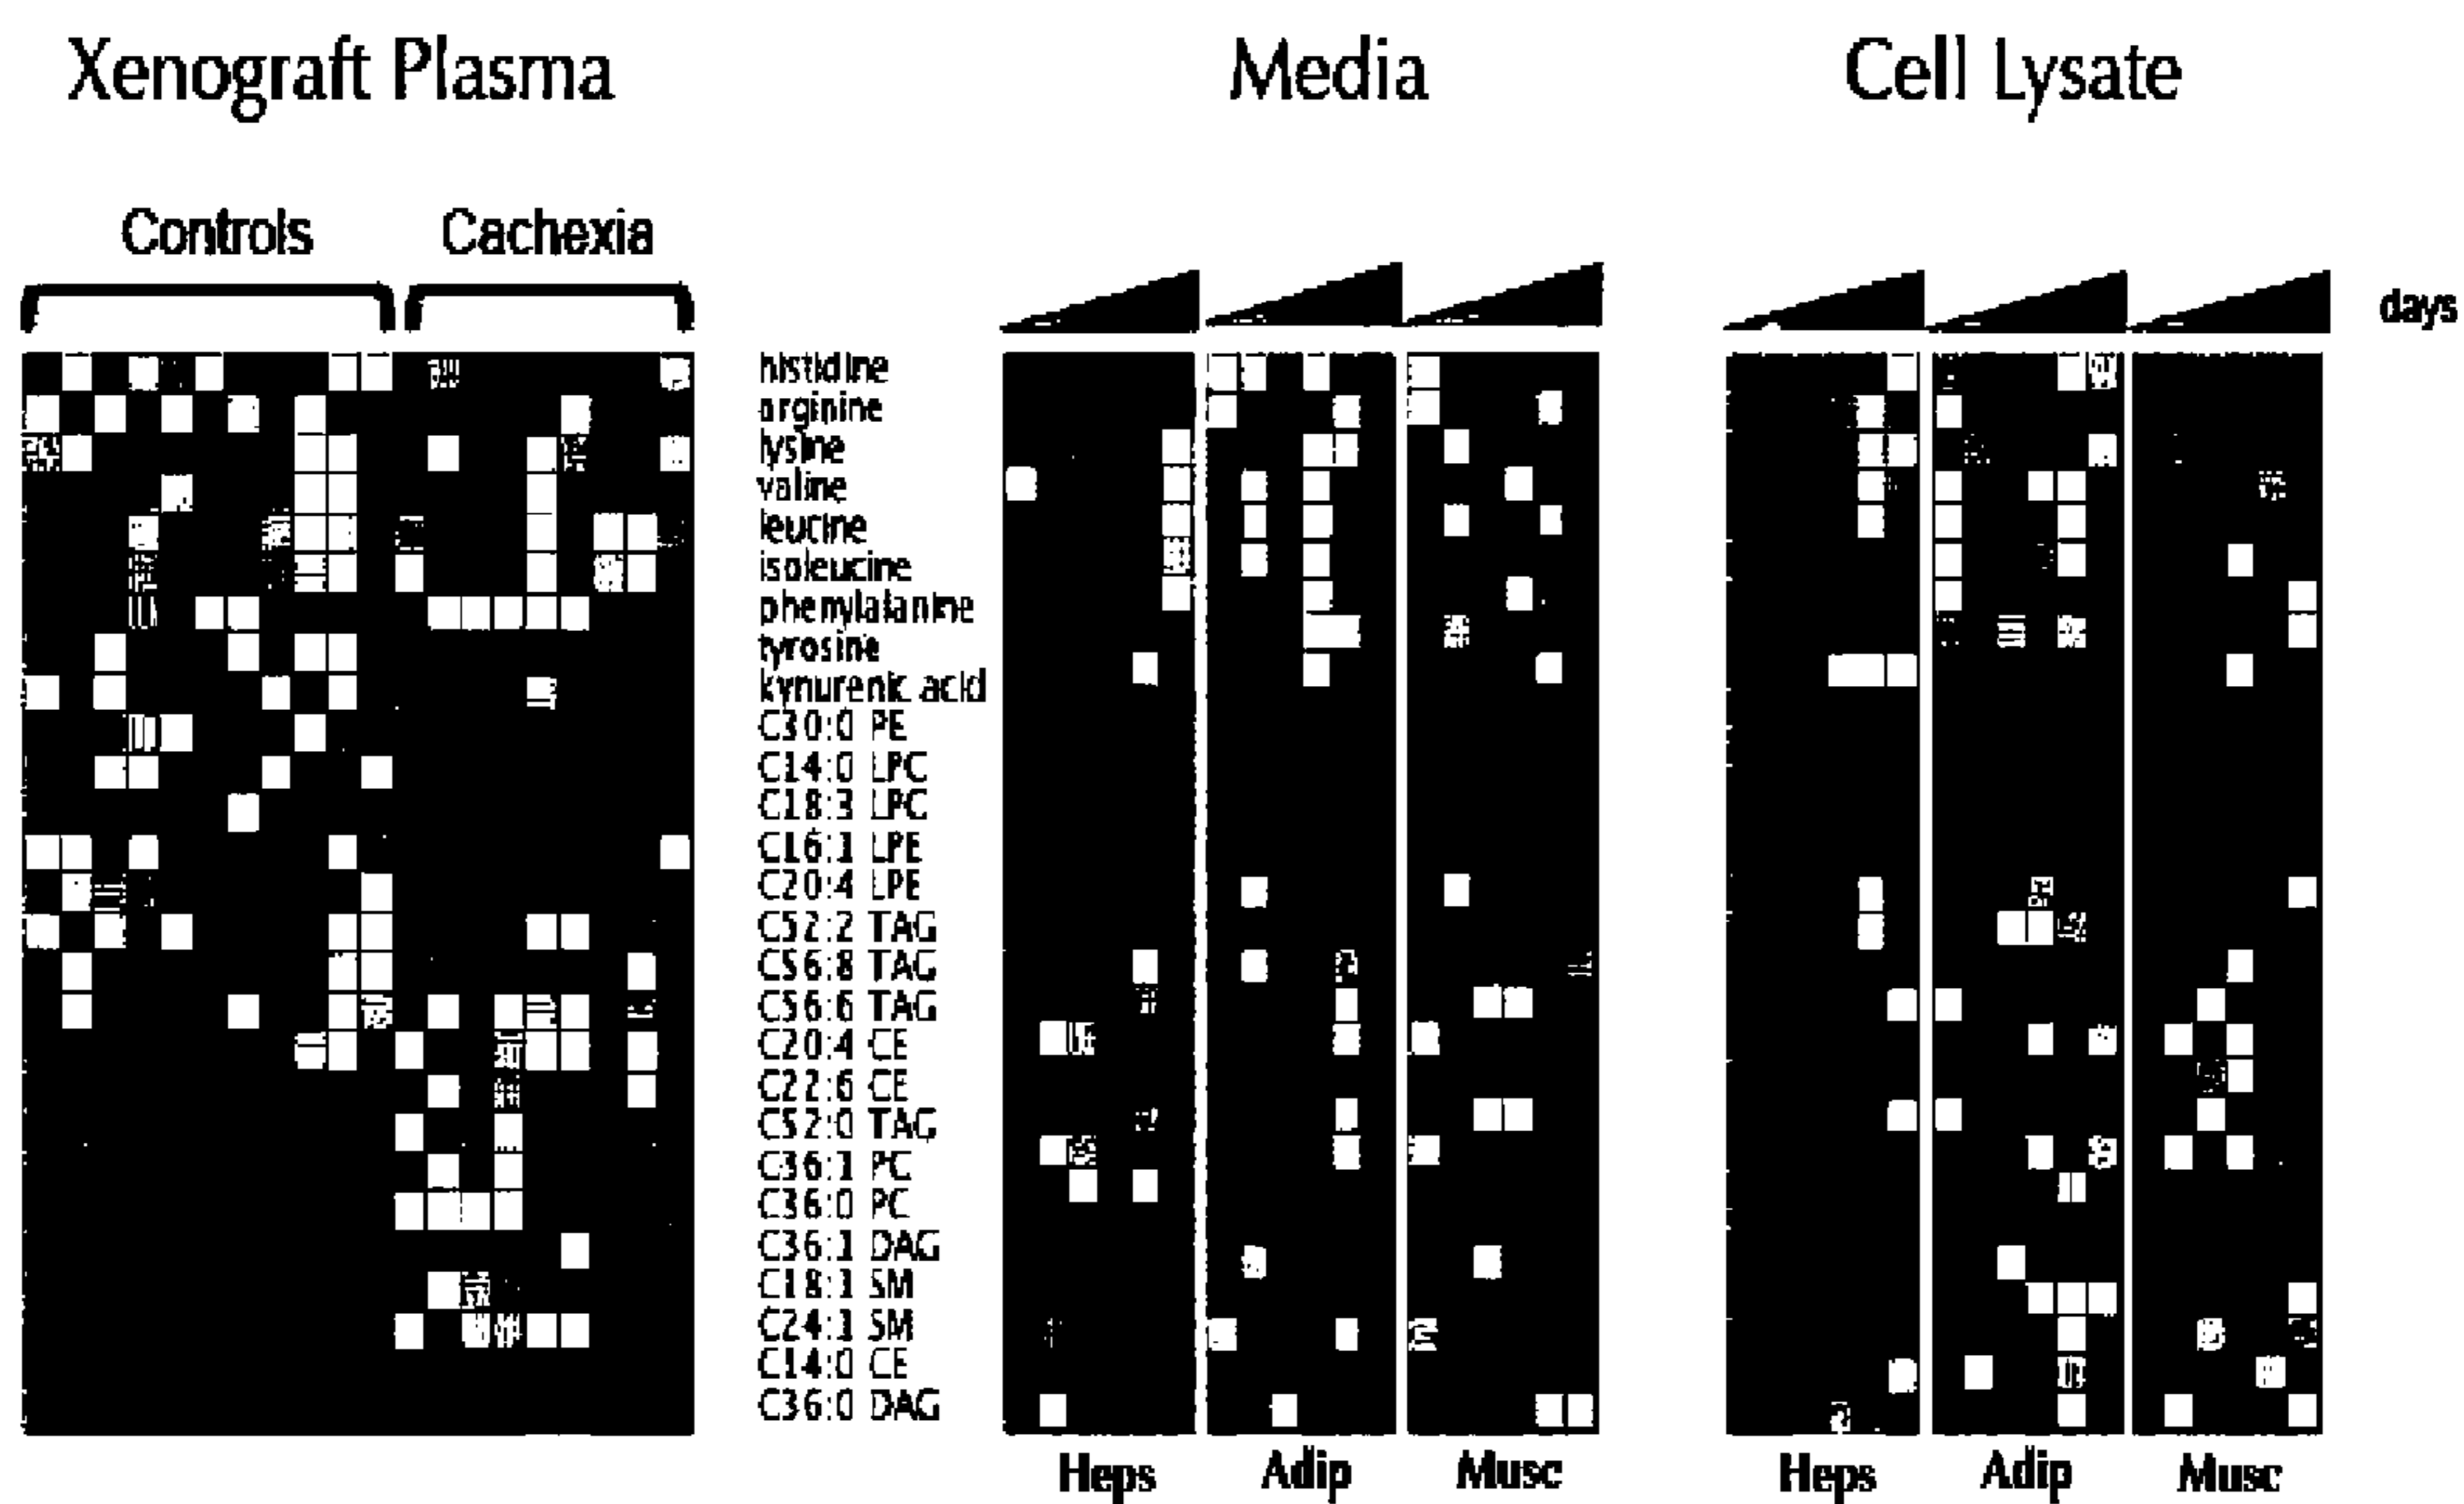 Xenograft Plasma Media Cell Lysate
Controls Cachexia
days
histidine
arginine
lysine
valine
leucine
isoleucine
phenylalanine
tyrosine
kynurenic acid
C30:0 PE
C14:0 LPC
C18:3 LPC
C16:1 LPE
C20:4 LPE
C52:2 TAG
C56:8 TAG
C56:6 TAG
C20:4 CE
C22:6 CE
C52:0 TAG
C36:1 PC
C36:0 PC
C36:1 DAG
C18:1 SM
C24:1 SM
C14:0 CE
C36:0 DAG
Heps Adip Musc Heps Adip Musc